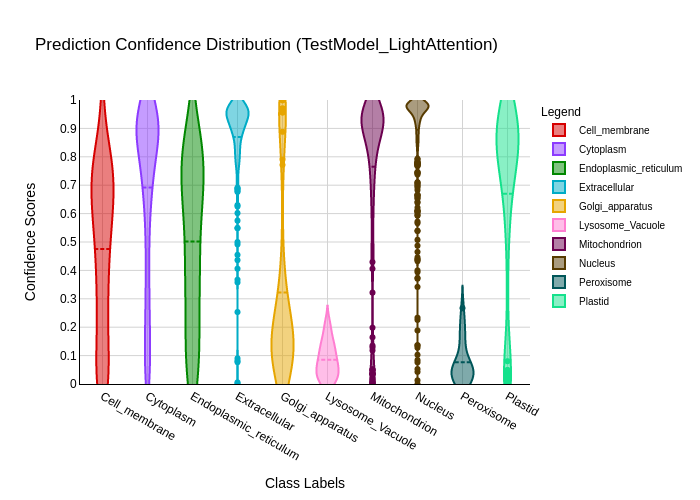 Prediction Confidence Distribution (TestModel_LightAttention)
Legend
Cell_membrane
Cytoplasm
Endoplasmic_reticulum
Extracellular
Golgi_apparatus
Lysosome_Vacuole
Mitochondrion
Nucleus
Peroxisome
Plastid
Confidence Scores
1
0.9
0.8
0.7
0.6
0.5
0.4
0.3
0.2
0.1
0
Cell_membrane
Cytoplasm
Endoplasmic_reticulum
Extracellular
Golgi_apparatus
Lysosome_Vacuole
Mitochondrion
Nucleus
Peroxisome
Plastid
Class Labels